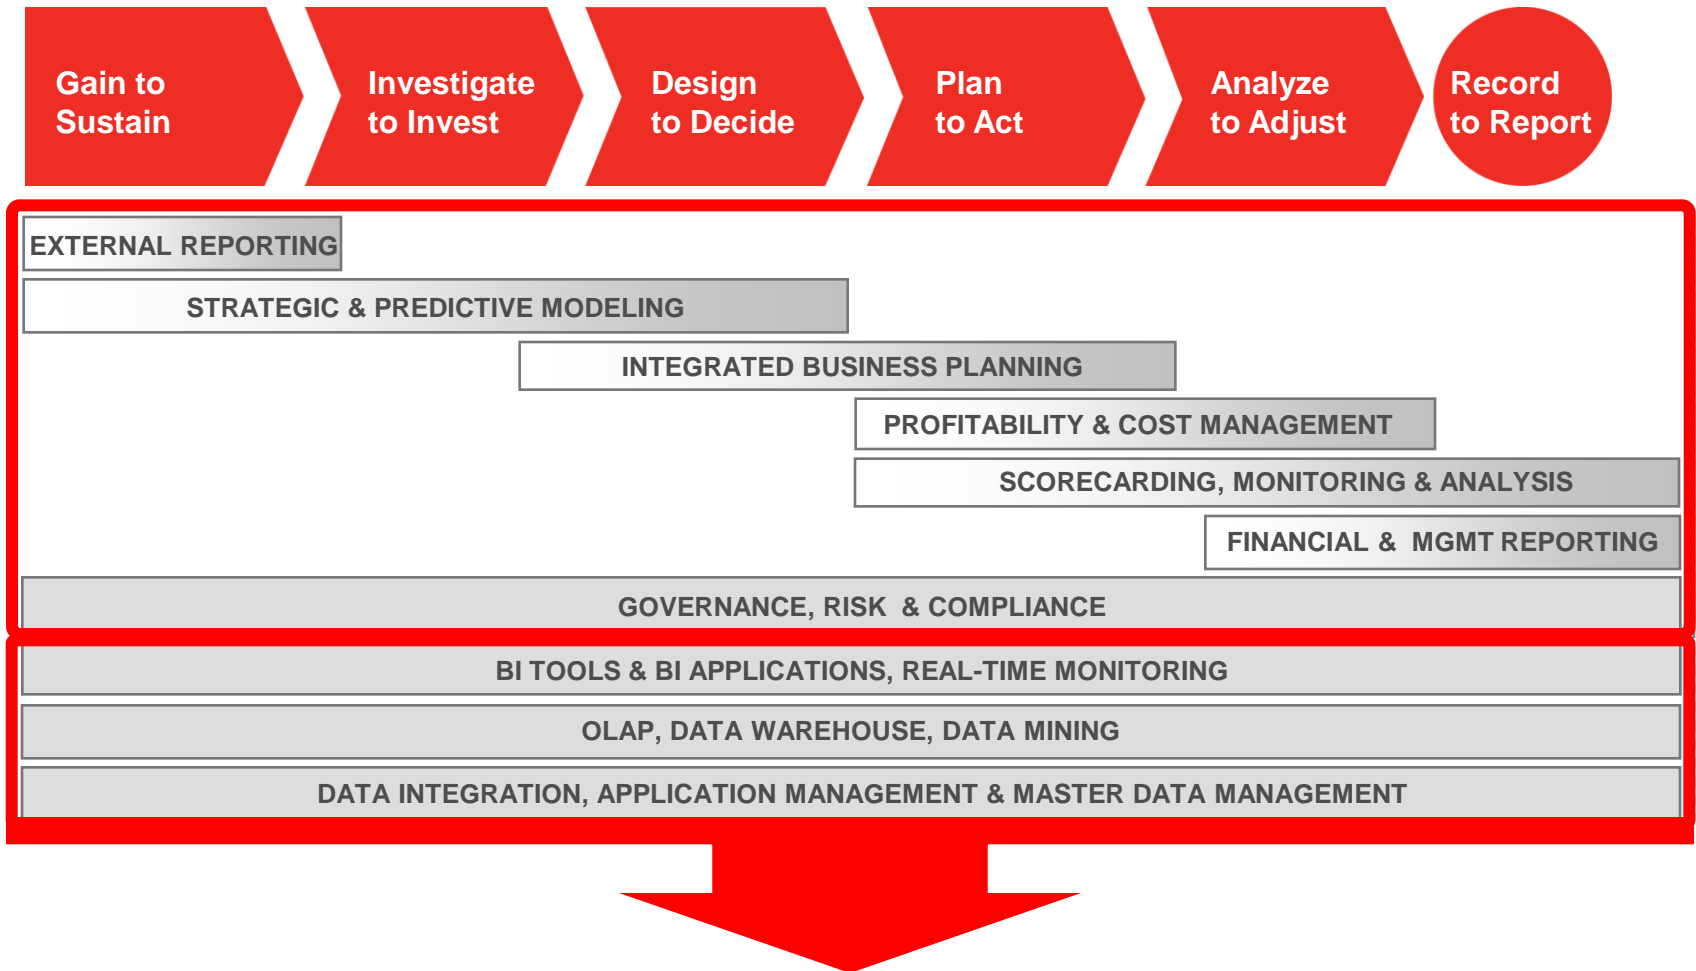 Gain to
Sustain
Investigate
to Invest
Design
to Decide
Plan
to Act
Analyze
to Adjust
Record
to Report
EXTERNAL REPORTING
STRATEGIC & PREDICTIVE MODELING
INTEGRATED BUSINESS PLANNING
PROFITABILITY & COST MANAGEMENT
SCORECARDING, MONITORING & ANALYSIS
FINANCIAL & MGMT REPORTING
GOVERNANCE, RISK & COMPLIANCE
BI TOOLS & BI APPLICATIONS, REAL-TIME MONITORING
OLAP, DATA WAREHOUSE, DATA MINING
DATA INTEGRATION, APPLICATION MANAGEMENT & MASTER DATA MANAGEMENT